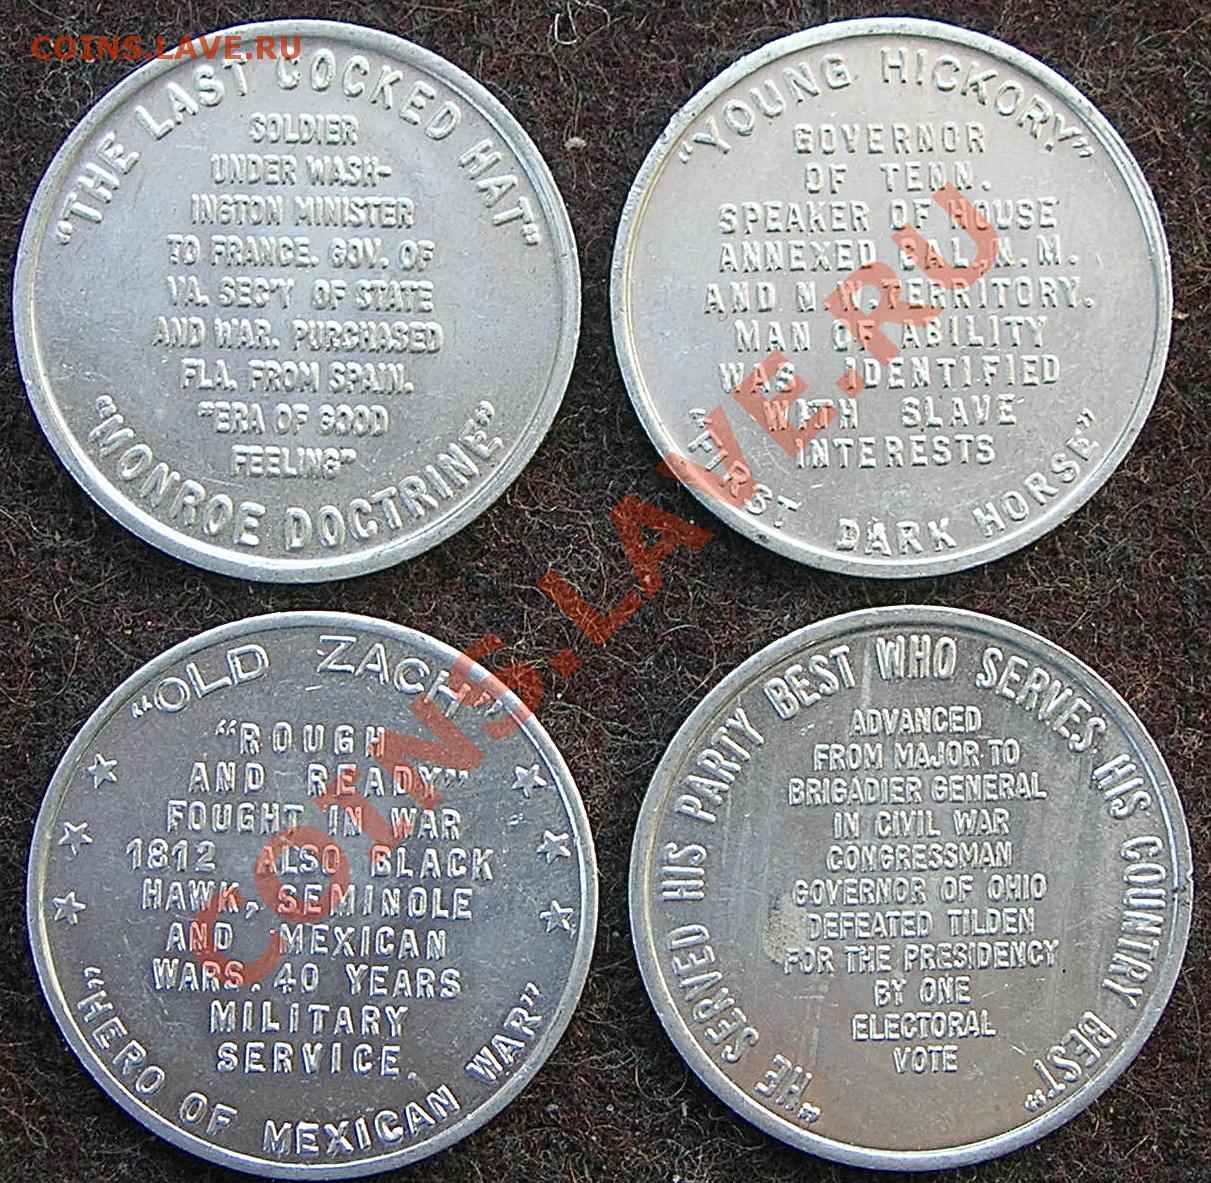 COINS.LAVE.RU
"THE LAST COCKED HAT"
SOLDIER
UNDER WASH-
INGTON MINISTER
TO FRANCE. GOV. OF
VA. SEC'Y OF STATE
AND WAR. PURCHASED
FLA. FROM SPAIN.
"ERA OF GOOD
FEELING"
"MONROE DOCTRINE"
"YOUNG HICKORY"
GOVERNOR
OF TENN.
SPEAKER OF HOUSE
ANNEXED CAL., N. M.
AND N.W. TERRITORY.
MAN OF ABILITY
WAS IDENTIFIED
WITH SLAVE
INTERESTS
"FIRST DARK HORSE"
"OLD ZACH"
"ROUGH
AND READY"
FOUGHT IN WAR
1812 ALSO BLACK
HAWK, SEMINOLE
AND MEXICAN
WARS. 40 YEARS
MILITARY
SERVICE.
"HERO OF MEXICAN WAR"
"HE SERVED HIS PARTY BEST WHO SERVES HIS COUNTRY BEST"
ADVANCED
FROM MAJOR TO
BRIGADIER GENERAL
IN CIVIL WAR
CONGRESSMAN
GOVERNOR OF OHIO
DEFEATED TILDEN
FOR THE PRESIDENCY
BY ONE
ELECTORAL
VOTE
COINS.LAVE.RU